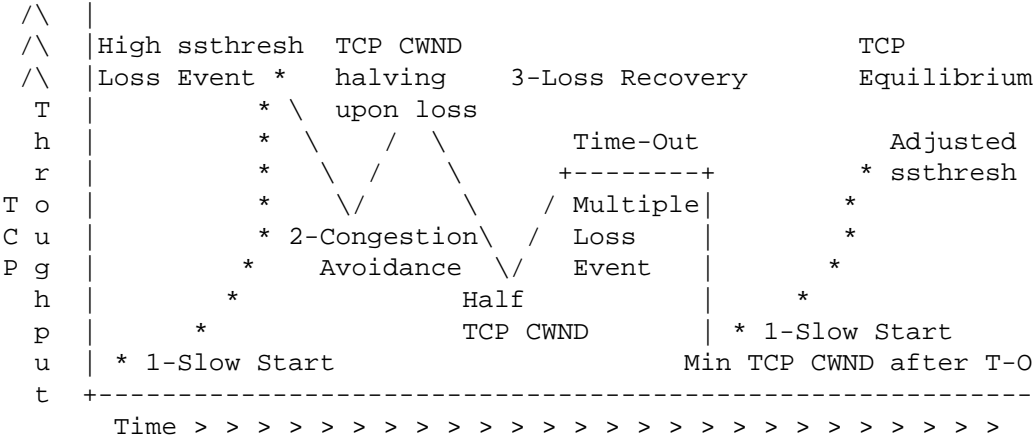 /\ |
/\ |High ssthresh TCP CWND TCP
/\ |Loss Event * halving 3-Loss Recovery Equilibrium
T | * \ upon loss
h | * \ / \ Time-Out Adjusted
r | * \ / \ +--------+ * ssthresh
T o | * \/ \ / Multiple| *
C u | * 2-Congestion\ / Loss | *
P g | * Avoidance \/ Event | *
h | * Half | *
p | * TCP CWND | * 1-Slow Start
u | * 1-Slow Start Min TCP CWND after T-O
t +-----------------------------------------------------------
Time > > > > > > > > > > > > > > > > > > > > > > > > > >